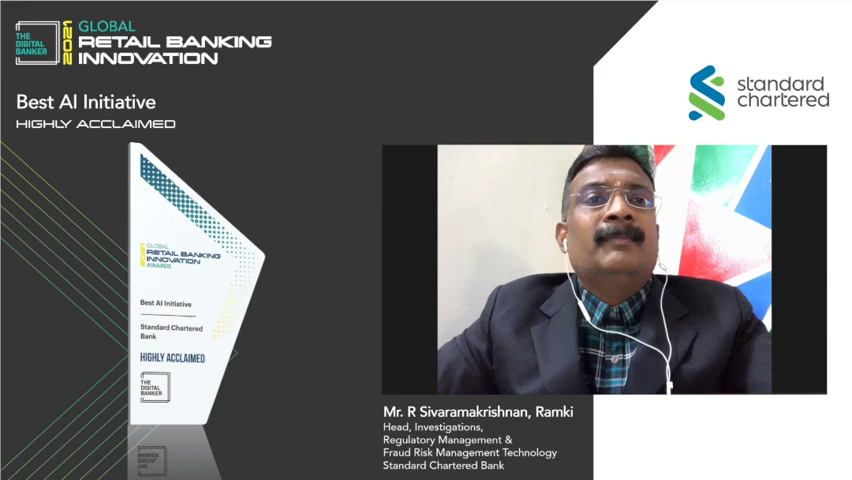 THE
DIGITAL
BANKER
2021
GLOBAL
RETAIL BANKING
INNOVATION
Best AI Initiative
HIGHLY ACCLAIMED
standard
chartered
2021
GLOBAL
RETAIL BANKING
INNOVATION
AWARDS
Best AI Initiative
Standard Chartered
Bank
HIGHLY ACCLAIMED
THE
DIGITAL
BANKER
Mr. R Sivaramakrishnan, Ramki
Head, Investigations,
Regulatory Management &
Fraud Risk Management Technology
Standard Chartered Bank